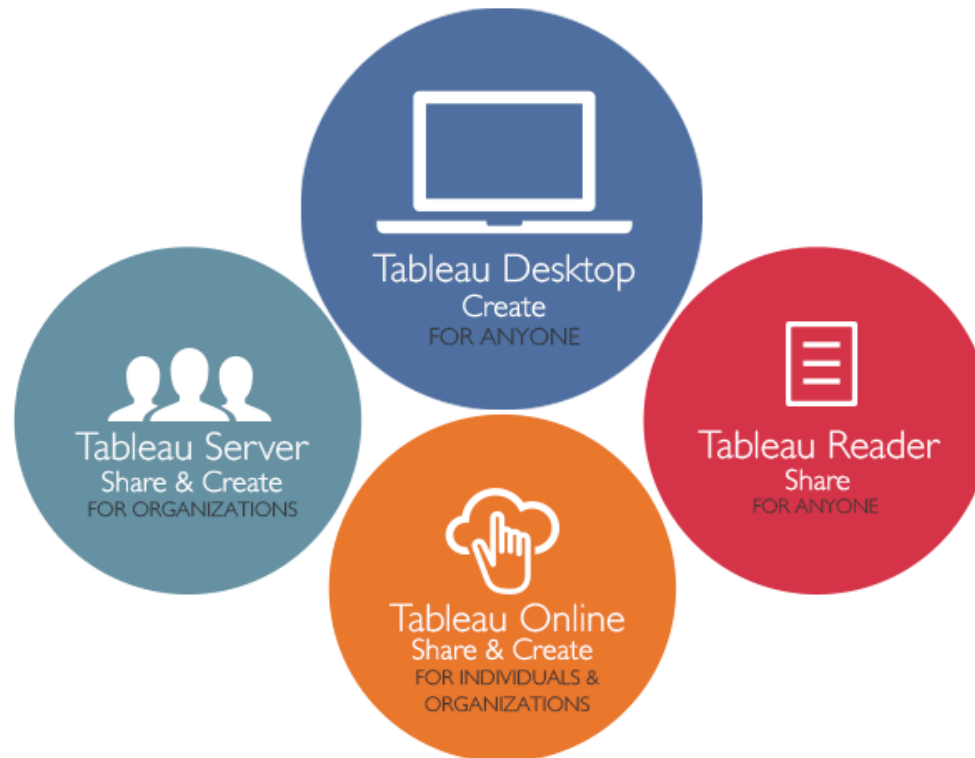 Tableau Desktop
Create
FOR ANYONE
Tableau Server
Share & Create
FOR ORGANIZATIONS
Tableau Reader
Share
FOR ANYONE
Tableau Online
Share & Create
FOR INDIVIDUALS &
ORGANIZATIONS